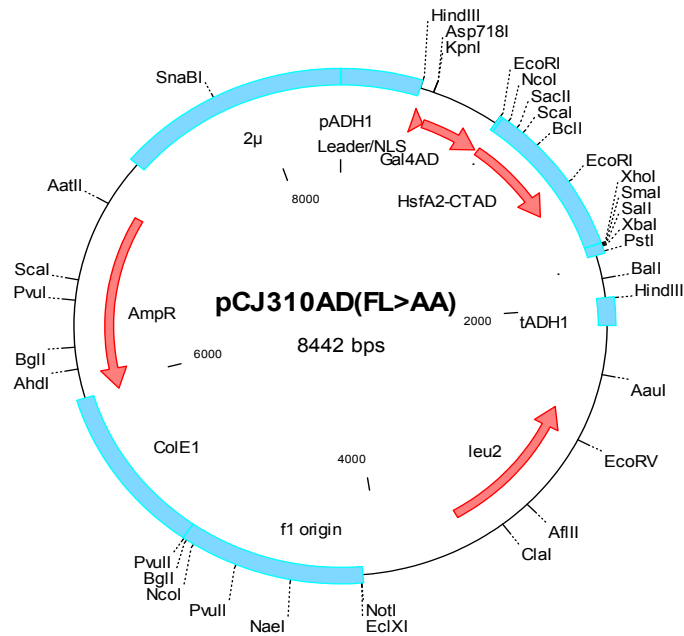 HindIII
Asp718I
KpnI
EcoRI
NcoI
SacII
ScaI
BclI
EcoRI
XhoI
SmaI
SalI
XbaI
PstI
BalI
HindIII
AauI
EcoRV
AflII
ClaI
NotI
EclXI
NaeI
PvuII
NcoI
BglI
PvuII
AhdI
BglI
PvuI
ScaI
AatII
SnaBI
2µ
pADH1
Leader/NLS
Gal4AD
HsfA2-CTAD
8000
pCJ310AD(FL>AA)
8442 bps
2000
tADH1
AmpR
6000
ColE1
4000
leu2
f1 origin